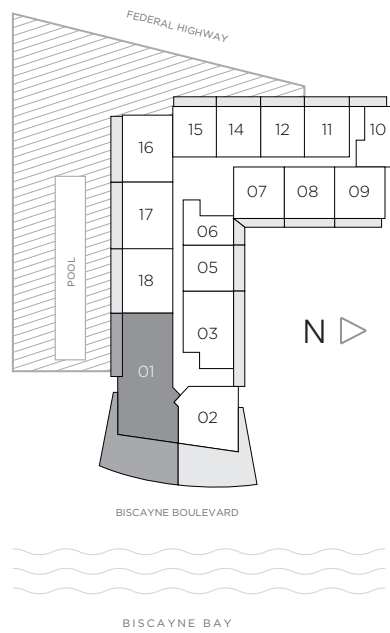 FEDERAL HIGHWAY
15 14 12 11 10
16
07 08 09
17
06
05
18
POOL
03
N
01
02
BISCAYNE BOULEVARD
BISCAYNE BAY